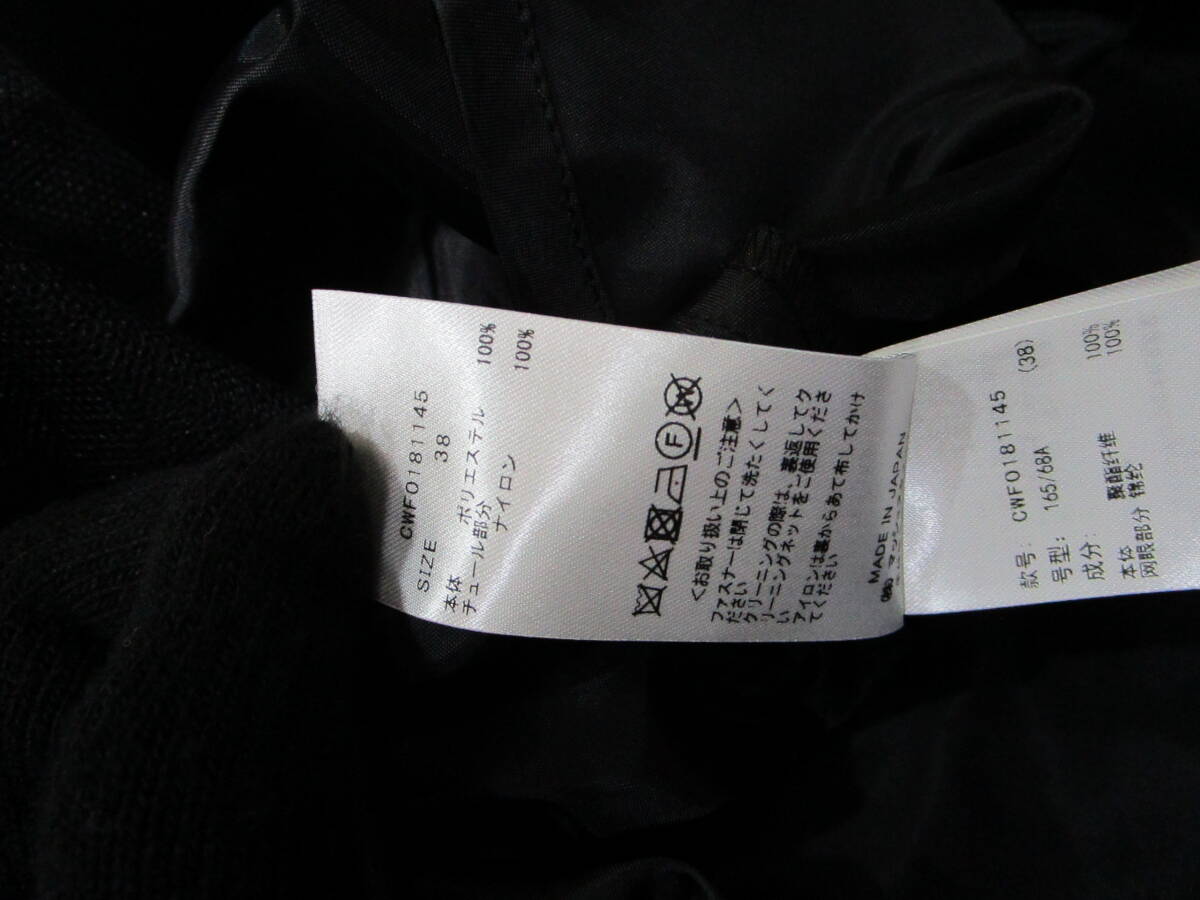 CWF0181145
SIZE 38
本体 ポリエステル 100%
チュール部分
ナイロン 100%
F
W
<お取り扱い上のご注意>
ファスナーは閉じて洗たくしてく
ださい
クリーニングの際は、裏返してク
リーニングネットをご使用くださ
い
アイロンは裏からあて布してかけ
てください
MADE IN JAPAN
款号: CWF0181145
号型: 165/68A (38)
成分:
本体 聚酯纤维 100%
网眼部分 锦纶 100%